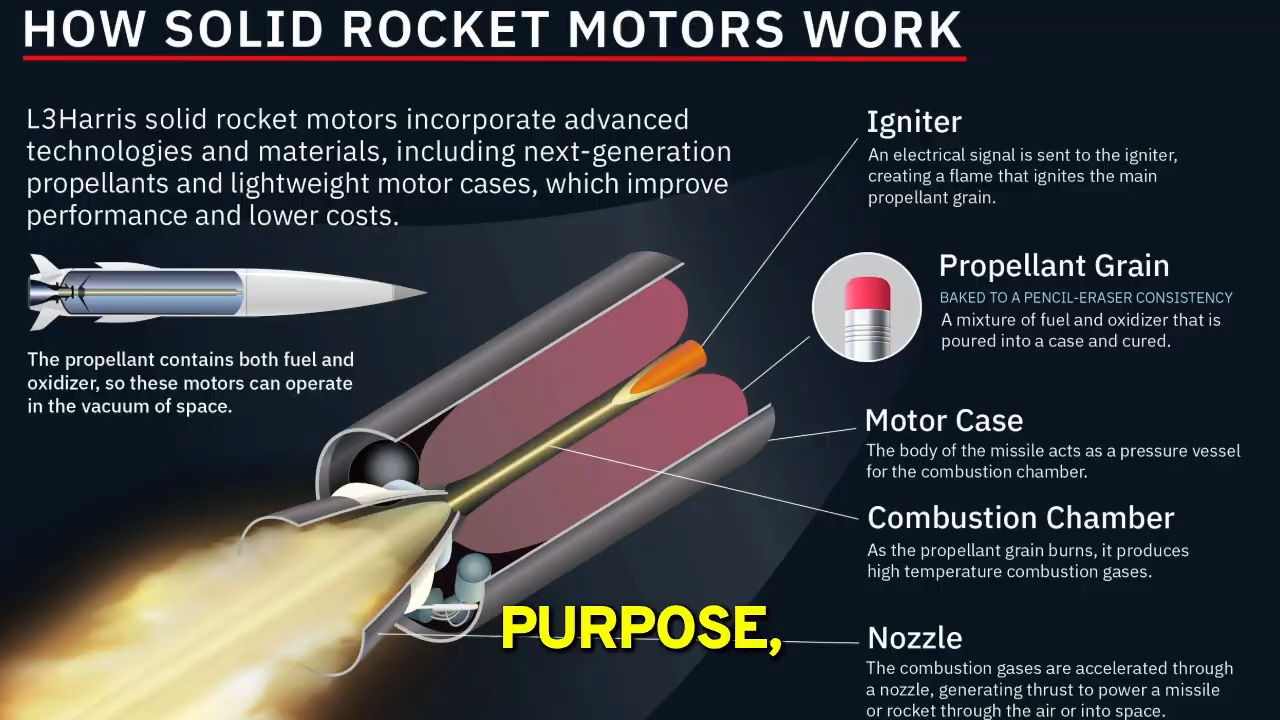 HOW SOLID ROCKET MOTORS WORK
L3Harris solid rocket motors incorporate advanced
technologies and materials, including next-generation
propellants and lightweight motor cases, which improve
performance and lower costs.
The propellant contains both fuel and
oxidizer, so these motors can operate
in the vacuum of space.
Igniter
An electrical signal is sent to the igniter,
creating a flame that ignites the main
propellant grain.
Propellant Grain
BAKED TO A PENCIL-ERASER CONSISTENCY
A mixture of fuel and oxidizer that is
poured into a case and cured.
Motor Case
The body of the missile acts as a pressure vessel
for the combustion chamber.
Combustion Chamber
As the propellant grain burns, it produces
high temperature combustion gases.
Nozzle
The combustion gases are accelerated through
a nozzle, generating thrust to power a missile
or rocket through the air or into space.
PURPOSE,